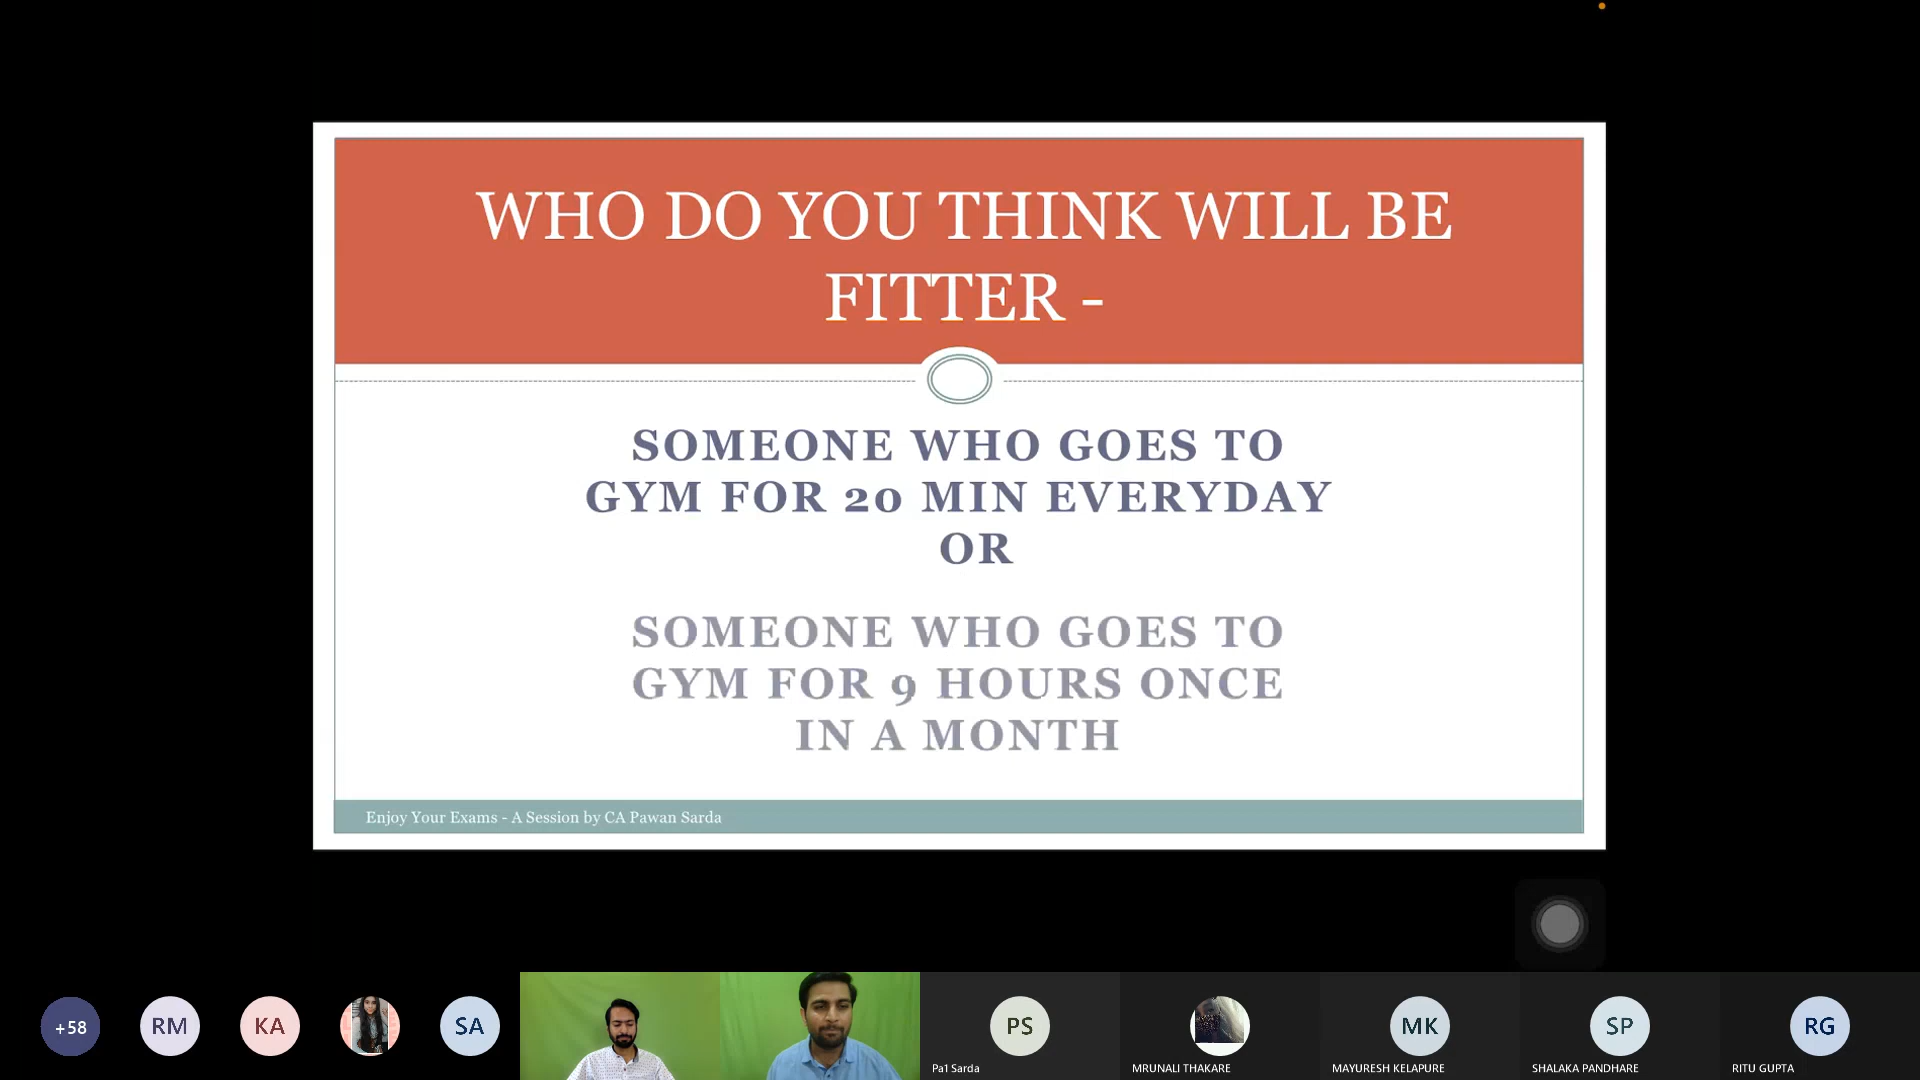 WHO DO YOU THINK WILL BE
FITTER -
SOMEONE WHO GOES TO
GYM FOR 20 MIN EVERYDAY
OR
SOMEONE WHO GOES TO
GYM FOR 9 HOURS ONCE
IN A MONTH
Enjoy Your Exams - A Session by CA Pawan Sarda
+58
RM
KA
SA
PS
MK
SP
RG
Pa1 Sarda
MRUNALI THAKARE
MAYURESH KELAPURE
SHALAKA PANDHARE
RITU GUPTA